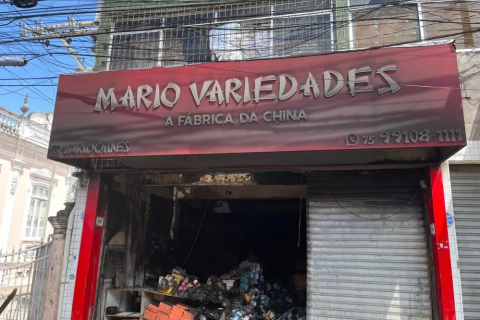 MARIO VARIEDADES
A FÁBRICA DA CHINA
75 99108-1111